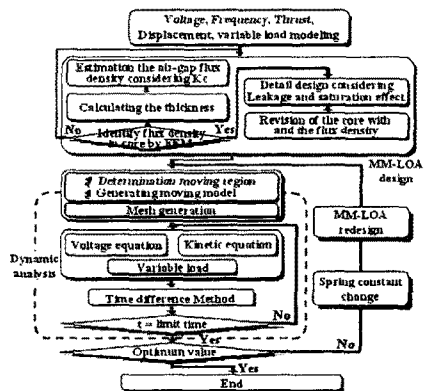 Voltage, Frequency, Thrust,
Displacement, variable load modeling
Estimation the air-gap flux
density considering Kc
Calculating the thickness
No
Identify flux density
in core by FEM
Yes
Detail design considering
Leakage and saturation effect
Revision of the core with
and the flux density
MM-LOA
design
Determination moving region
Generating moving model
Mesh generation
Dynamic
analysis
Voltage equation
Kinetic equation
Variable load
Time difference Method
t = limit time
No
Yes
Optimum value
No
Yes
End
MM-LOA
redesign
Spring constant
change